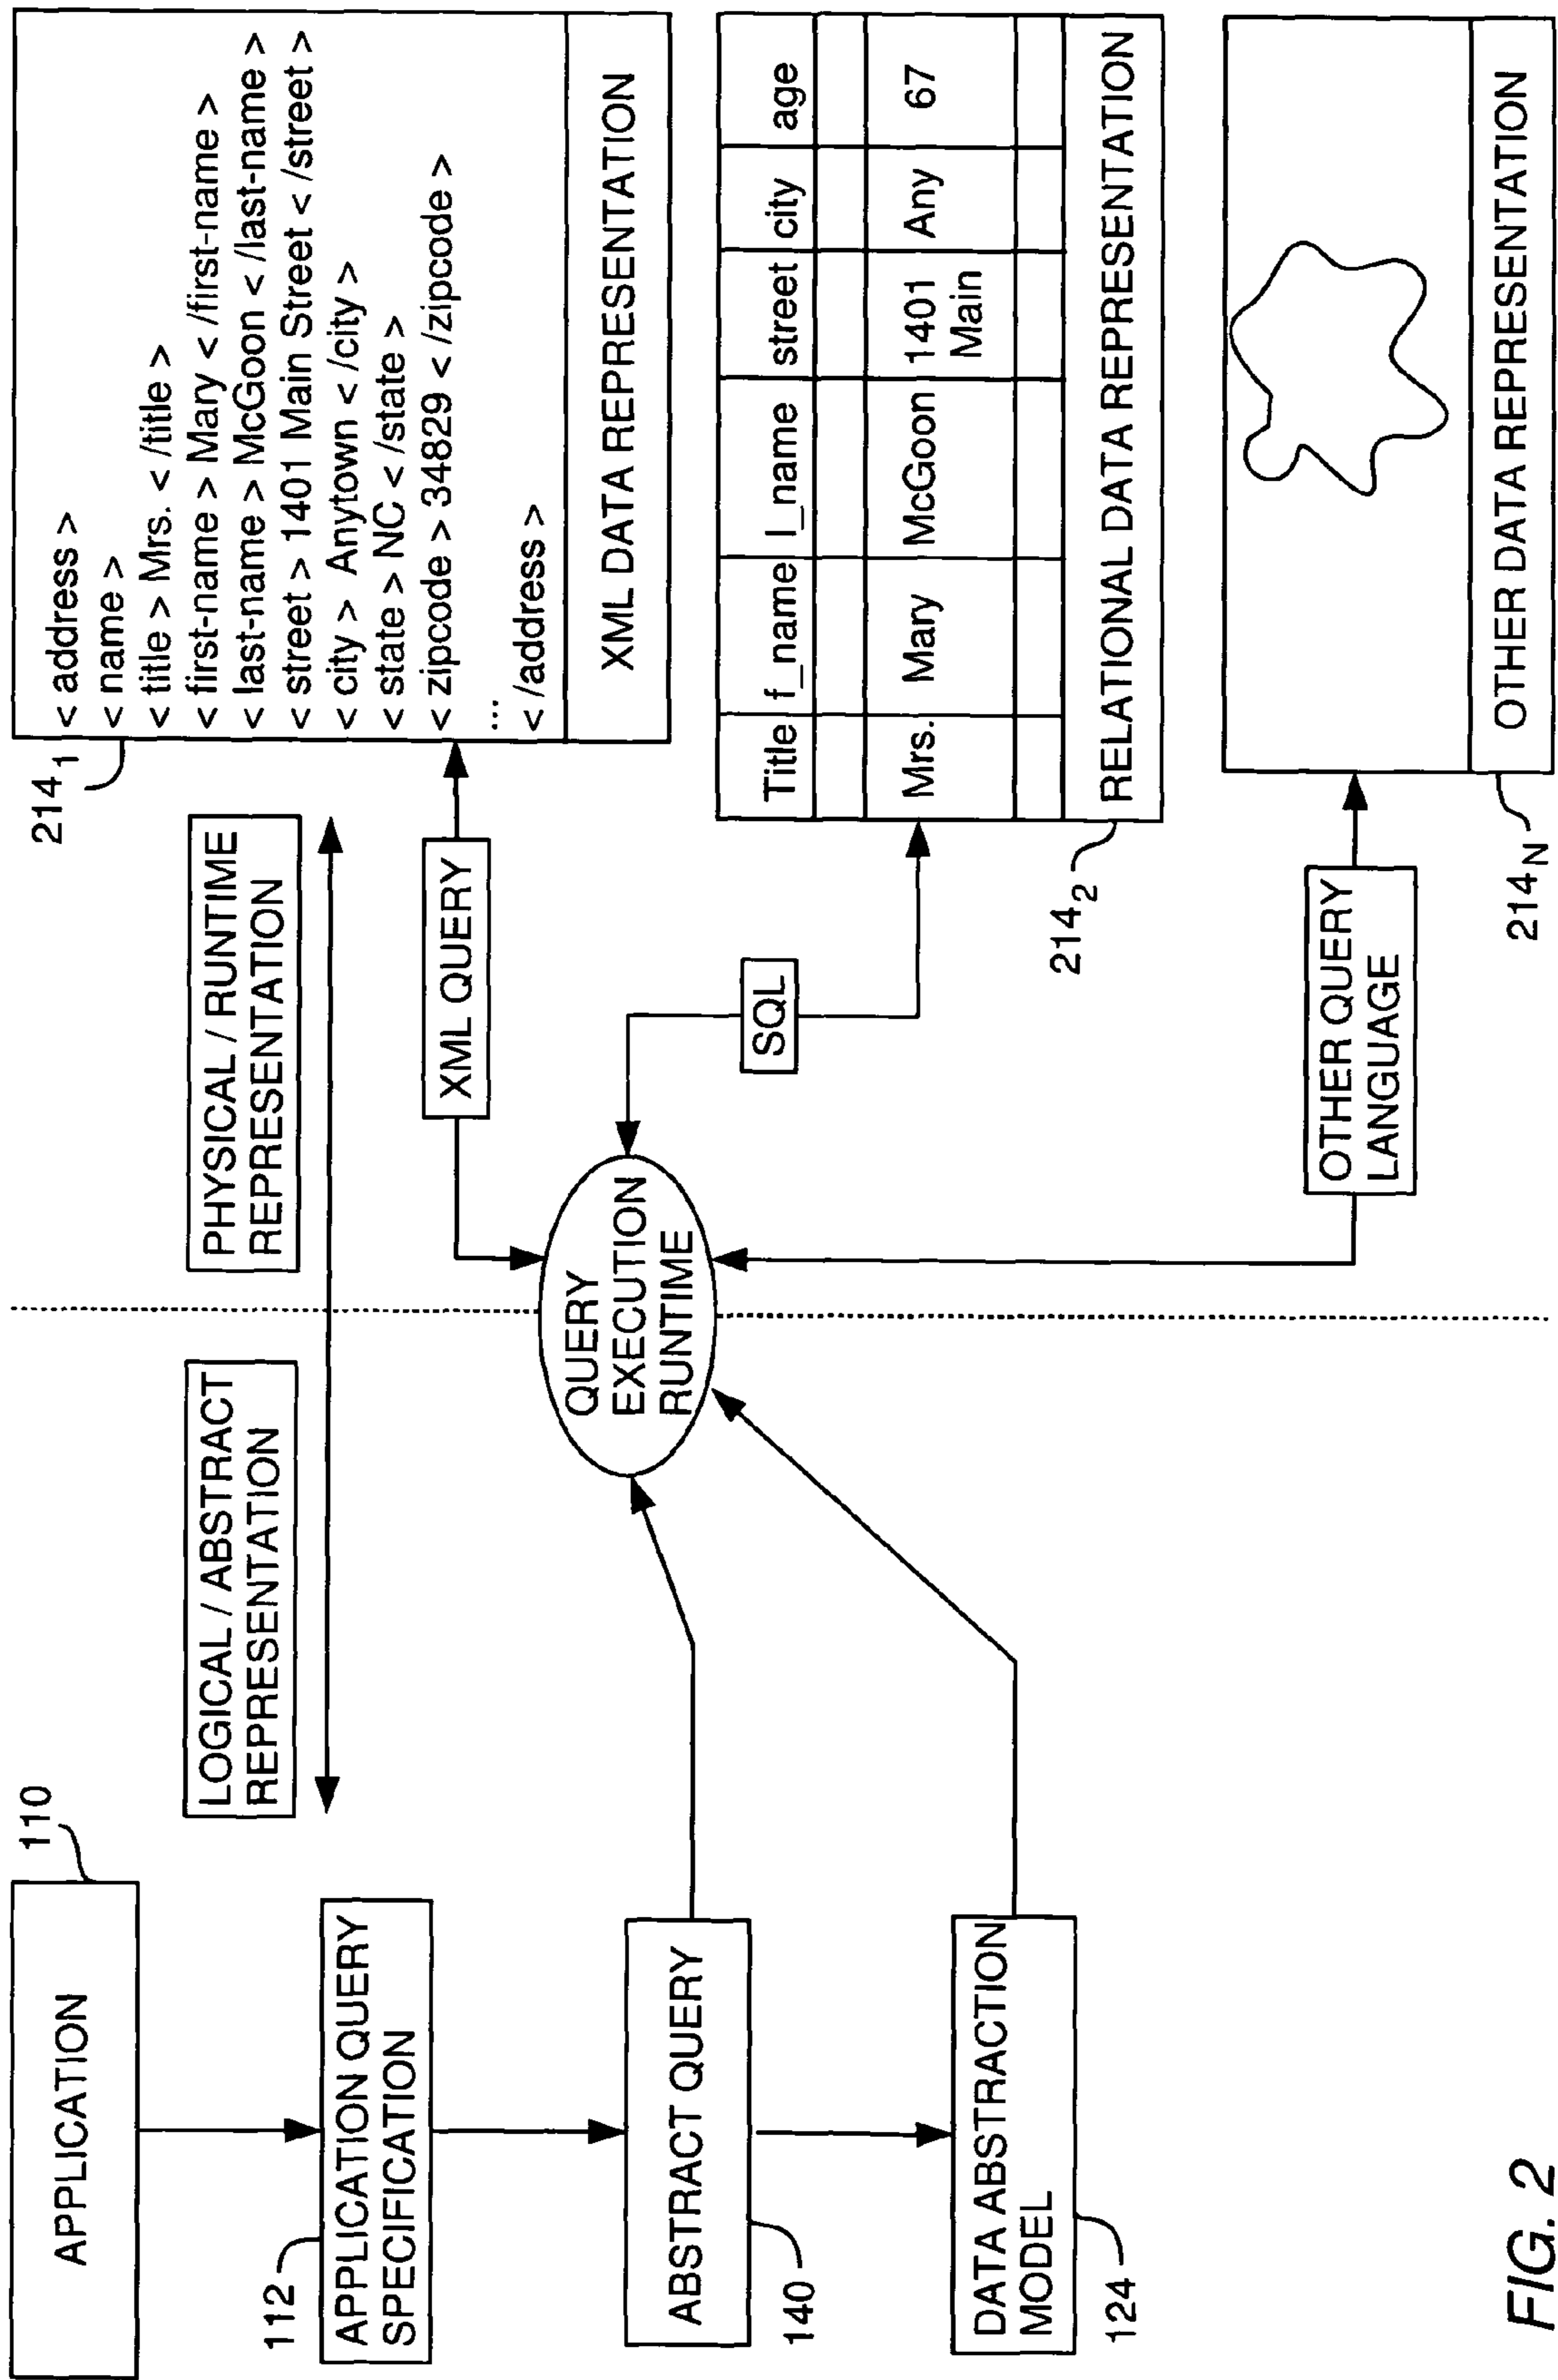 APPLICATION
110
112
APPLICATION QUERY
SPECIFICATION
ABSTRACT QUERY
140
DATA ABSTRACTION
MODEL
124
LOGICAL / ABSTRACT
REPRESENTATION
PHYSICAL / RUNTIME
REPRESENTATION
QUERY
EXECUTION
RUNTIME
XML QUERY
SQL
OTHER QUERY
LANGUAGE
214₁
< address >
< name >
< title > Mrs. < /title >
< first-name > Mary < /first-name >
< last-name > McGoon < /last-name >
< street > 1401 Main Street < /street >
< city > Anytown < /city >
< state > NC < /state >
< zipcode > 34829 < /zipcode >
...
< /address >
XML DATA REPRESENTATION
Title f_name l_name street city age
Mrs. Mary McGoon 1401 Any 67
Main
RELATIONAL DATA REPRESENTATION
214₂
OTHER DATA REPRESENTATION
214N
FIG. 2